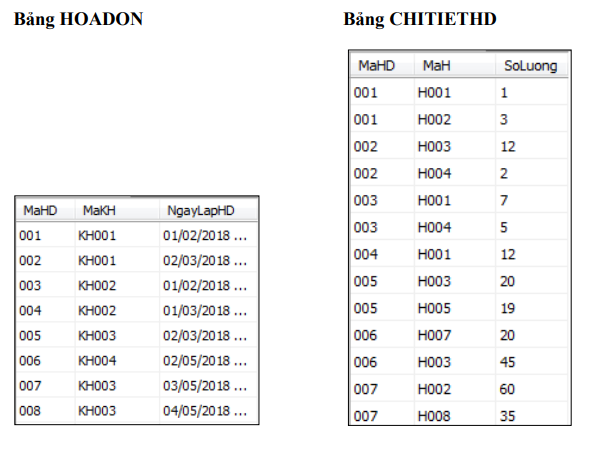 Bảng HOADON
MaHD MaKH NgayLapHD
001 KH001 01/02/2018 ...
002 KH001 02/03/2018 ...
003 KH002 01/02/2018 ...
004 KH002 01/03/2018 ...
005 KH003 02/03/2018 ...
006 KH004 02/05/2018 ...
007 KH003 03/05/2018 ...
008 KH003 04/05/2018 ...
Bảng CHITIETHD
MaHD MaH SoLuong
001 H001 1
001 H002 3
002 H003 12
002 H004 2
003 H001 7
003 H004 5
004 H001 12
005 H003 20
005 H005 19
006 H007 20
006 H003 45
007 H002 60
007 H008 35